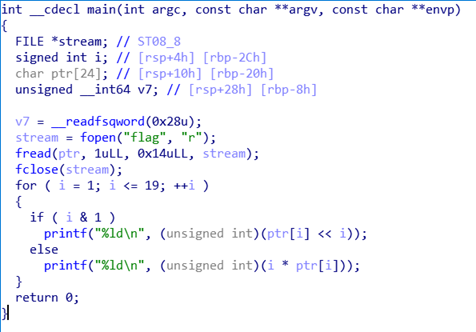 int __cdecl main(int argc, const char **argv, const char **envp)
{
  FILE *stream; // ST08_8
  signed int i; // [rsp+4h] [rbp-2Ch]
  char ptr[24]; // [rsp+10h] [rbp-20h]
  unsigned __int64 v7; // [rsp+28h] [rbp-8h]

  v7 = __readfsqword(0x28u);
  stream = fopen("flag", "r");
  fread(ptr, 1uLL, 0x14uLL, stream);
  fclose(stream);
  for ( i = 1; i <= 19; ++i )
  {
    if ( i & 1 )
      printf("%ld\n", (unsigned int)(ptr[i] << i));
    else
      printf("%ld\n", (unsigned int)(i * ptr[i]));
  }
  return 0;
}